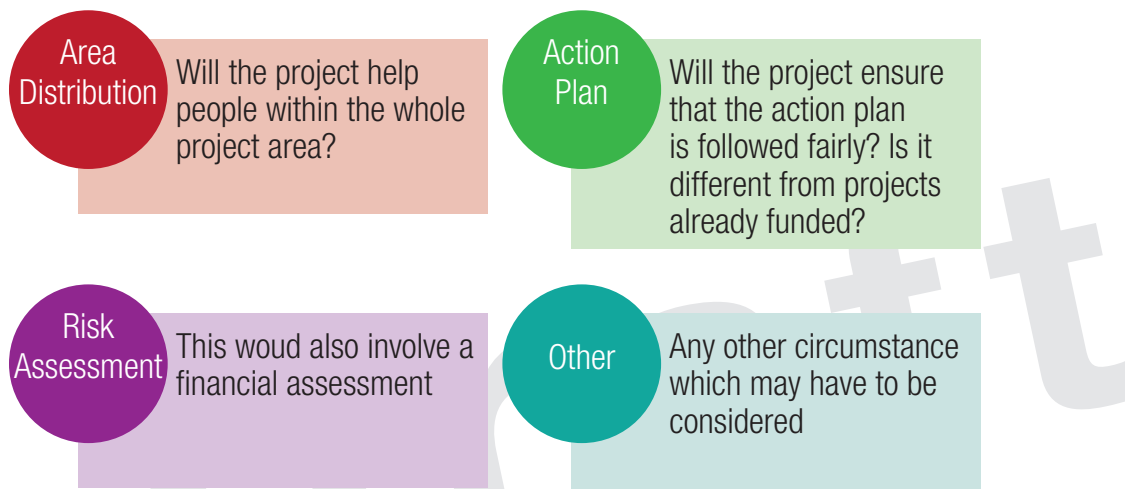 Area
Distribution
Will the project help
people within the whole
project area?
Action
Plan
Will the project ensure
that the action plan
is followed fairly? Is it
different from projects
already funded?
Risk
Assessment
This woud also involve a
financial assessment
Other
Any other circumstance
which may have to be
considered